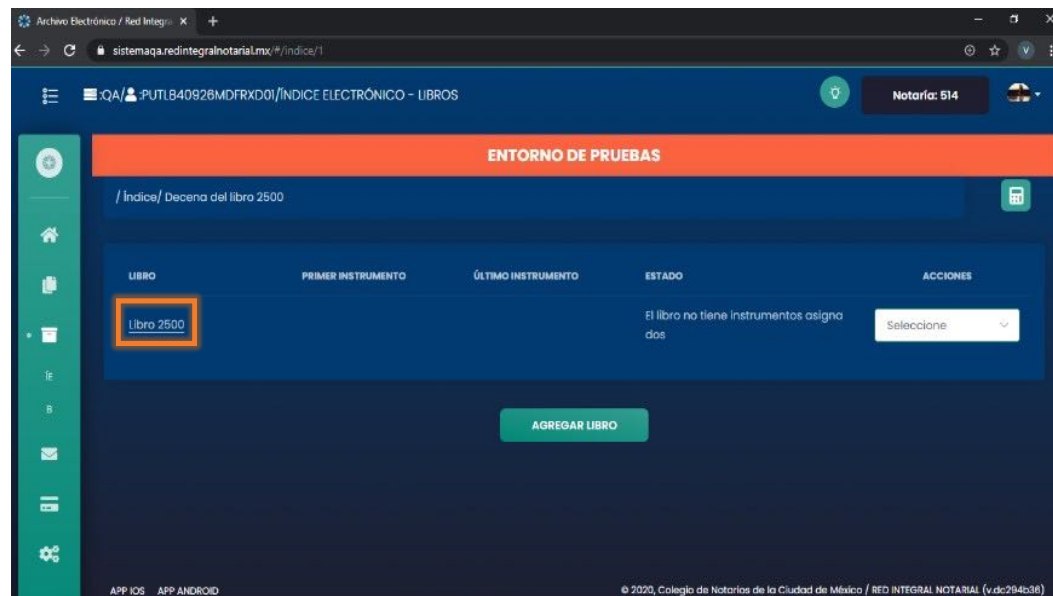 Archivo Electrónico / Red Integra
sistemaqa.redintegralnotarial.mx/#/indice/1
V
:QA/ :PUTLB40926MDFRXD01/ÍNDICE ELECTRÓNICO - LIBROS
Notaría: 514
ENTORNO DE PRUEBAS
/ Índice/ Decena del libro 2500
LIBRO PRIMER INSTRUMENTO ÚLTIMO INSTRUMENTO ESTADO ACCIONES
Libro 2500 El libro no tiene instrumentos asigna
dos
Seleccione
IE
B
AGREGAR LIBRO
APP IOS APP ANDROID © 2020, Colegio de Notarios de la Ciudad de México / RED INTEGRAL NOTARIAL (v.dc294b36)